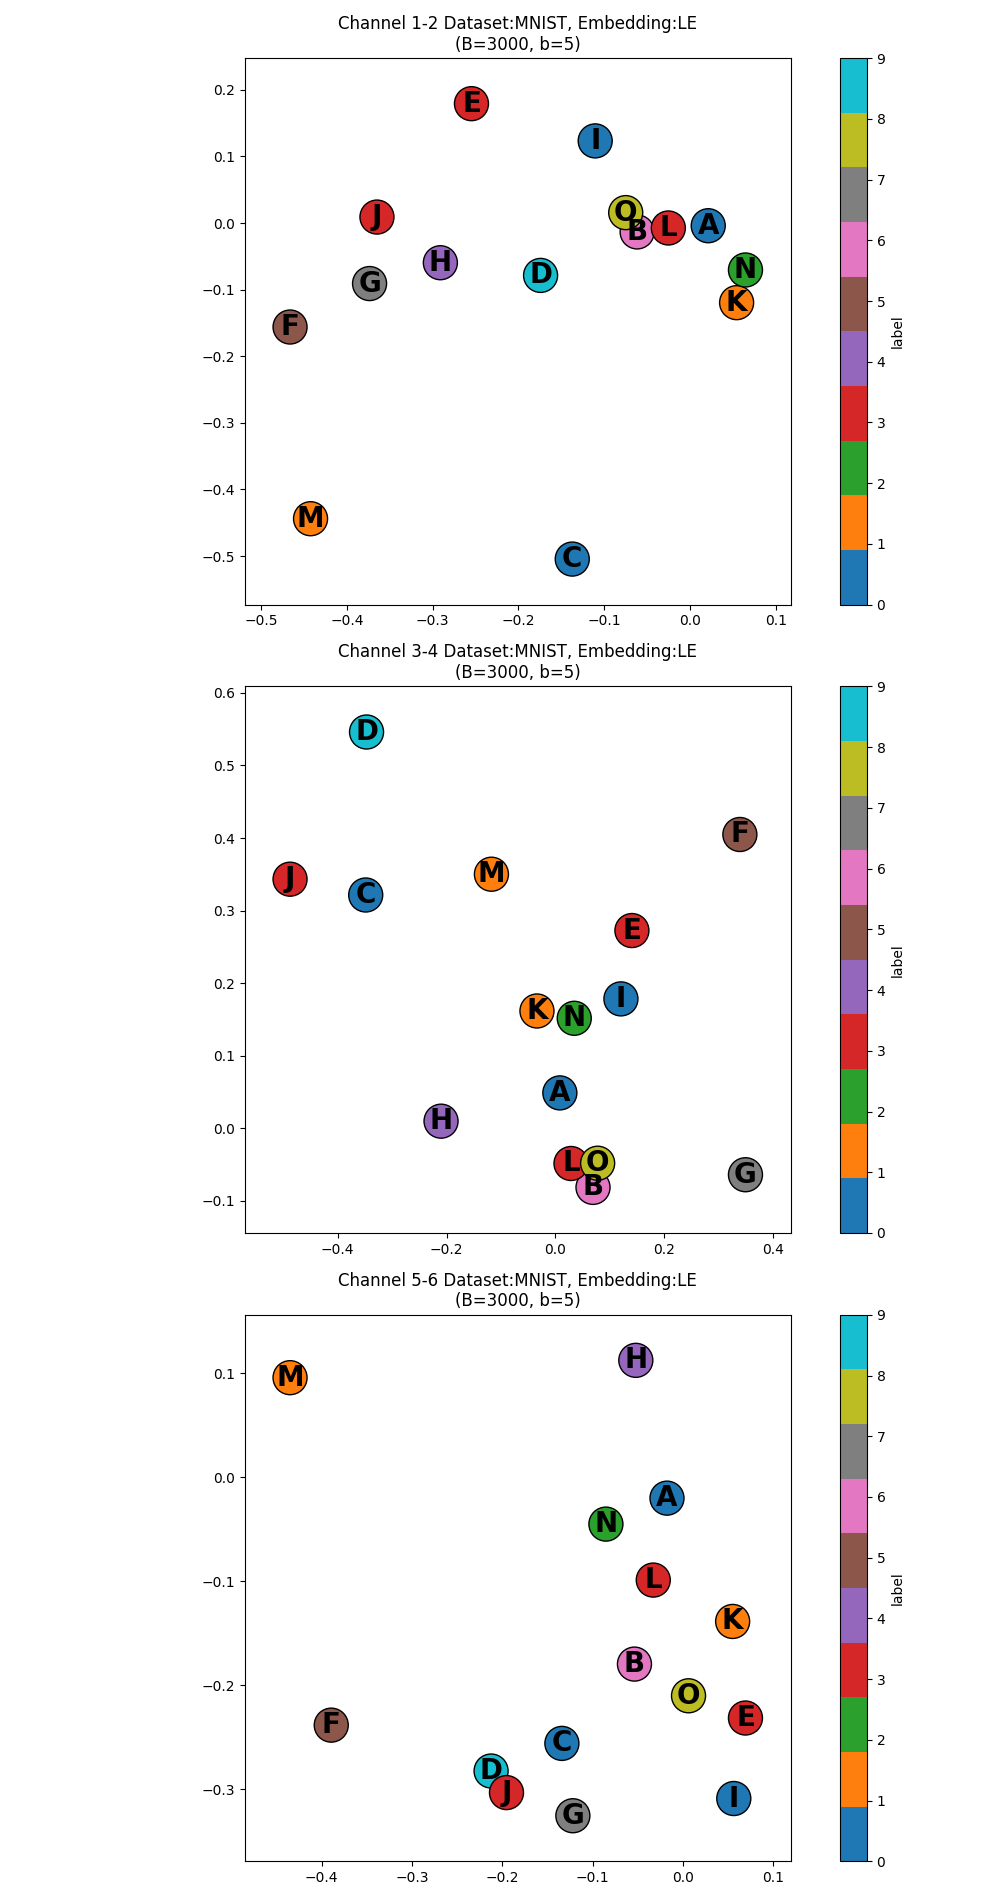 Channel 1-2 Dataset:MNIST, Embedding:LE
(B=3000, b=5)
0.2
0.1
0.0
−0.1
−0.2
−0.3
−0.4
−0.5
E
I
J
O
B
L
A
H
G
D
N
K
F
M
C
−0.5 −0.4 −0.3 −0.2 −0.1 0.0 0.1
9
8
7
6
5
4
3
2
1
0
label
Channel 3-4 Dataset:MNIST, Embedding:LE
(B=3000, b=5)
0.6
0.5
0.4
0.3
0.2
0.1
0.0
−0.1
D
F
J
C
M
E
K
N
I
A
H
L
O
B
G
−0.4 −0.2 0.0 0.2 0.4
9
8
7
6
5
4
3
2
1
0
label
Channel 5-6 Dataset:MNIST, Embedding:LE
(B=3000, b=5)
0.1
0.0
−0.1
−0.2
−0.3
M
H
A
N
L
K
B
O
E
F
C
D
J
G
I
−0.4 −0.3 −0.2 −0.1 0.0 0.1
9
8
7
6
5
4
3
2
1
0
label